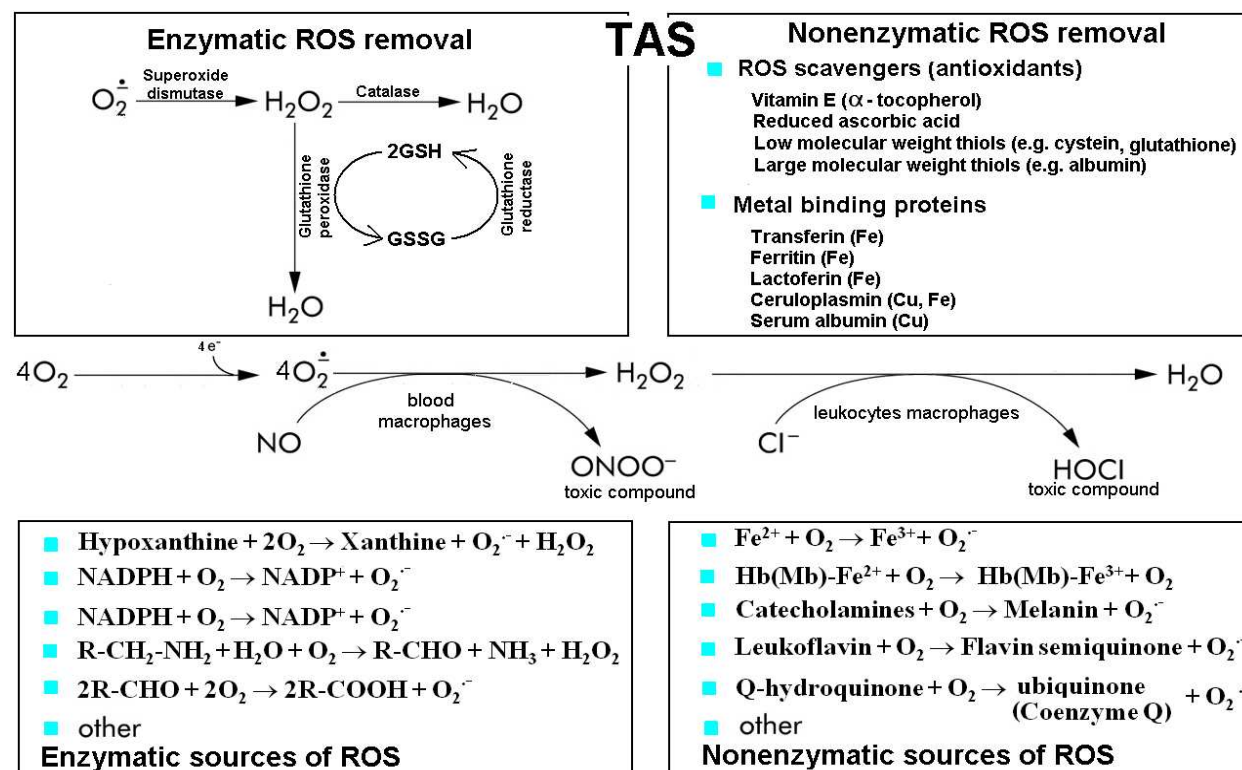 TAS
Enzymatic ROS removal
O₂∸
Superoxide
dismutase
H₂O₂
Catalase
H₂O
Glutathione
peroxidase
2GSH
GSSG
Glutathione
reductase
H₂O
Nonenzymatic ROS removal
ROS scavengers (antioxidants)
Vitamin E (α - tocopherol)
Reduced ascorbic acid
Low molecular weight thiols (e.g. cystein, glutathione)
Large molecular weight thiols (e.g. albumin)
Metal binding proteins
Transferin (Fe)
Ferritin (Fe)
Lactoferin (Fe)
Ceruloplasmin (Cu, Fe)
Serum albumin (Cu)
4O₂
4e⁻
4O₂∸
H₂O₂
H₂O
blood
macrophages
leukocytes macrophages
NO
ONOO⁻
toxic compound
Cl⁻
HOCl
toxic compound
Hypoxanthine + 2O₂ → Xanthine + O₂·⁻ + H₂O₂
NADPH + O₂ → NADP⁺ + O₂·⁻
NADPH + O₂ → NADP⁺ + O₂·⁻
R-CH₂-NH₂ + H₂O + O₂ → R-CHO + NH₃ + H₂O₂
2R-CHO + 2O₂ → 2R-COOH + O₂·⁻
other
Enzymatic sources of ROS
Fe²⁺ + O₂ → Fe³⁺ + O₂·⁻
Hb(Mb)-Fe²⁺ + O₂ → Hb(Mb)-Fe³⁺ + O₂
Catecholamines + O₂ → Melanin + O₂·⁻
Leukoflavin + O₂ → Flavin semiquinone + O₂·
Q-hydroquinone + O₂ → ubiquinone + O₂·
(Coenzyme Q)
other
Nonenzymatic sources of ROS